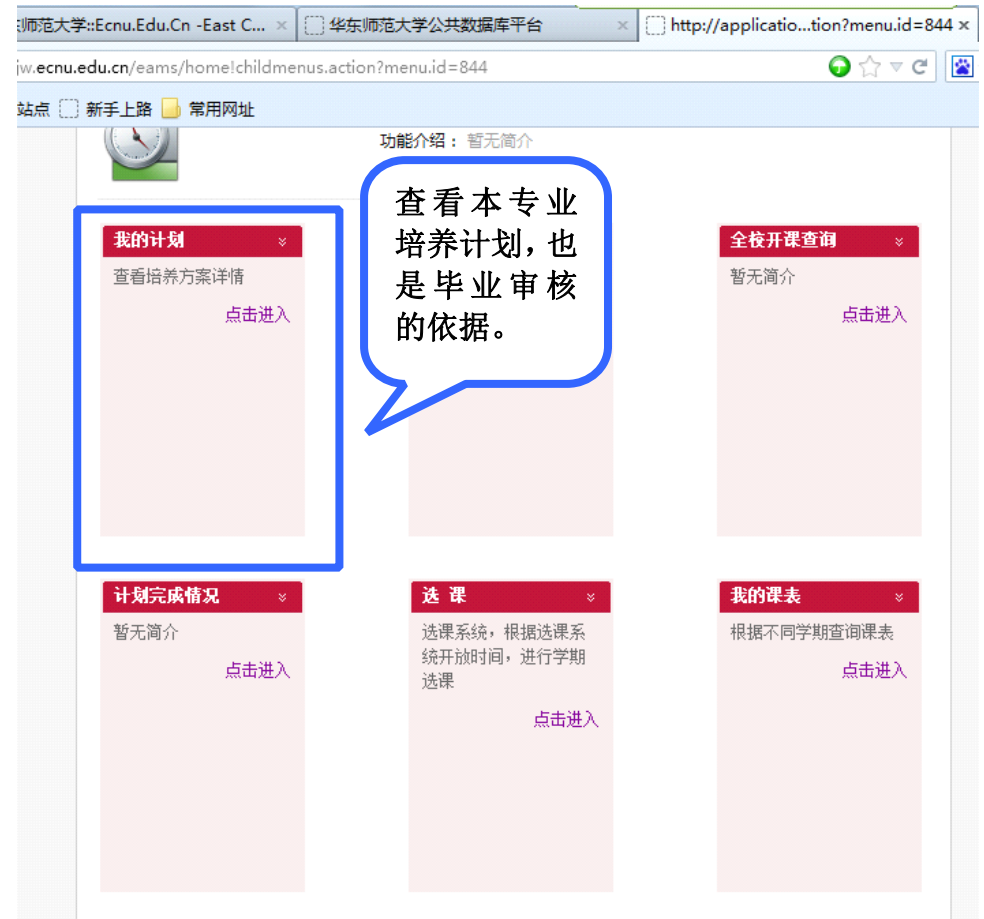 东师范大学::Ecnu.Edu.Cn -East C... ×
华东师范大学公共数据库平台 ×
http://applicatio...tion?menu.id=844 ×
jw.ecnu.edu.cn/eams/home!childmenus.action?menu.id=844
站点 新手上路 常用网址
功能介绍： 暂无简介
查看本专业
培养计划，也
是毕业审核
的依据。
我的计划
查看培养方案详情
点击进入
全校开课查询
暂无简介
点击进入
计划完成情况
暂无简介
点击进入
选 课
选课系统，根据选课系
统开放时间，进行学期
选课
点击进入
我的课表
根据不同学期查询课表
点击进入